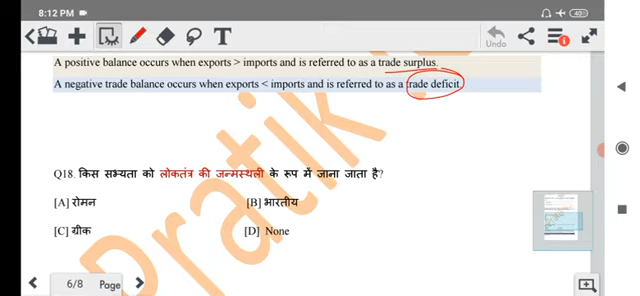 8:12 PM
40
T
Undo
A positive balance occurs when exports > imports and is referred to as a trade surplus.
A negative trade balance occurs when exports < imports and is referred to as a trade deficit.
Q18. किस सभ्यता को लोकतंत्र की जन्मस्थली के रूप में जाना जाता है?
[A] रोमन [B] भारतीय
[C] ग्रीक [D] None
Pratik
6/8 Page